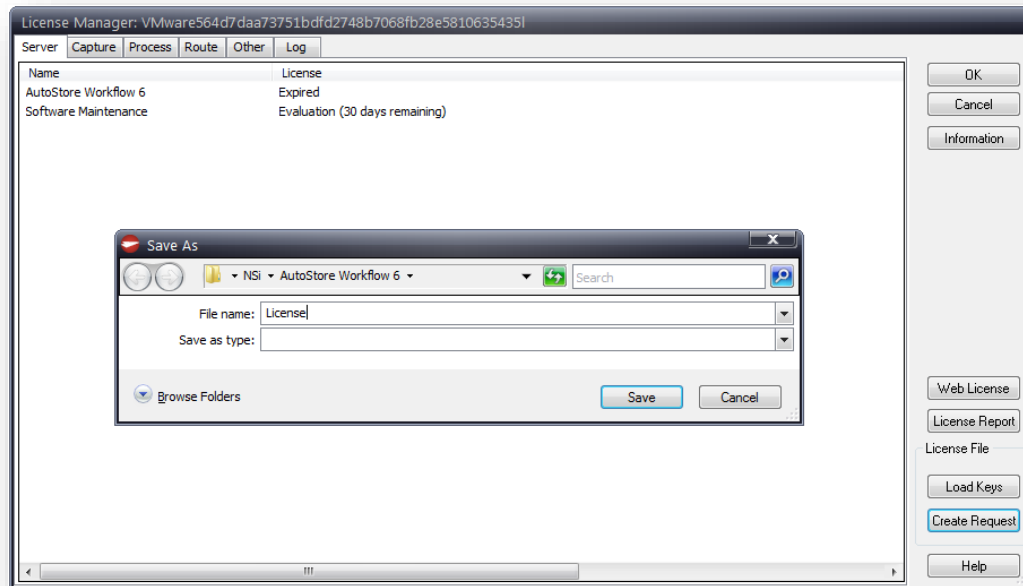 License Manager: VMware564d7daa73751bdfd2748b7068fb28e5810635435l
Server Capture Process Route Other Log
Name License
AutoStore Workflow 6 Expired
Software Maintenance Evaluation (30 days remaining)
OK
Cancel
Information
Save As
NSi AutoStore Workflow 6
Search
File name: License
Save as type:
Browse Folders
Save Cancel
Web License
License Report
License File
Load Keys
Create Request
Help